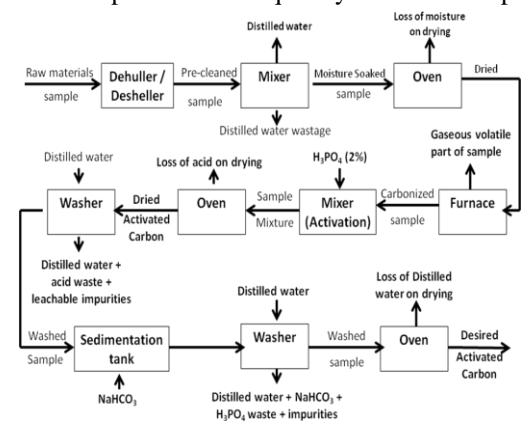 Distilled water
Loss of moisture
on drying
Raw materials
sample
Dehuller /
Desheller
Pre-cleaned
sample
Mixer
Moisture Soaked
sample
Oven
Dried
Distilled water wastage
Gaseous volatile
part of sample
Distilled water
Loss of acid on drying
H₃PO₄ (2%)
Washer
Dried
Activated
Carbon
Oven
Sample
Mixture
Mixer
(Activation)
Carbonized
sample
Furnace
Distilled water +
acid waste +
leachable impurities
Distilled water
Loss of Distilled
water on drying
Washed
Sample
Sedimentation
tank
Washer
Washed
sample
Oven
Desired
Activated
Carbon
NaHCO₃
Distilled water + NaHCO₃ +
H₃PO₄ waste + impurities